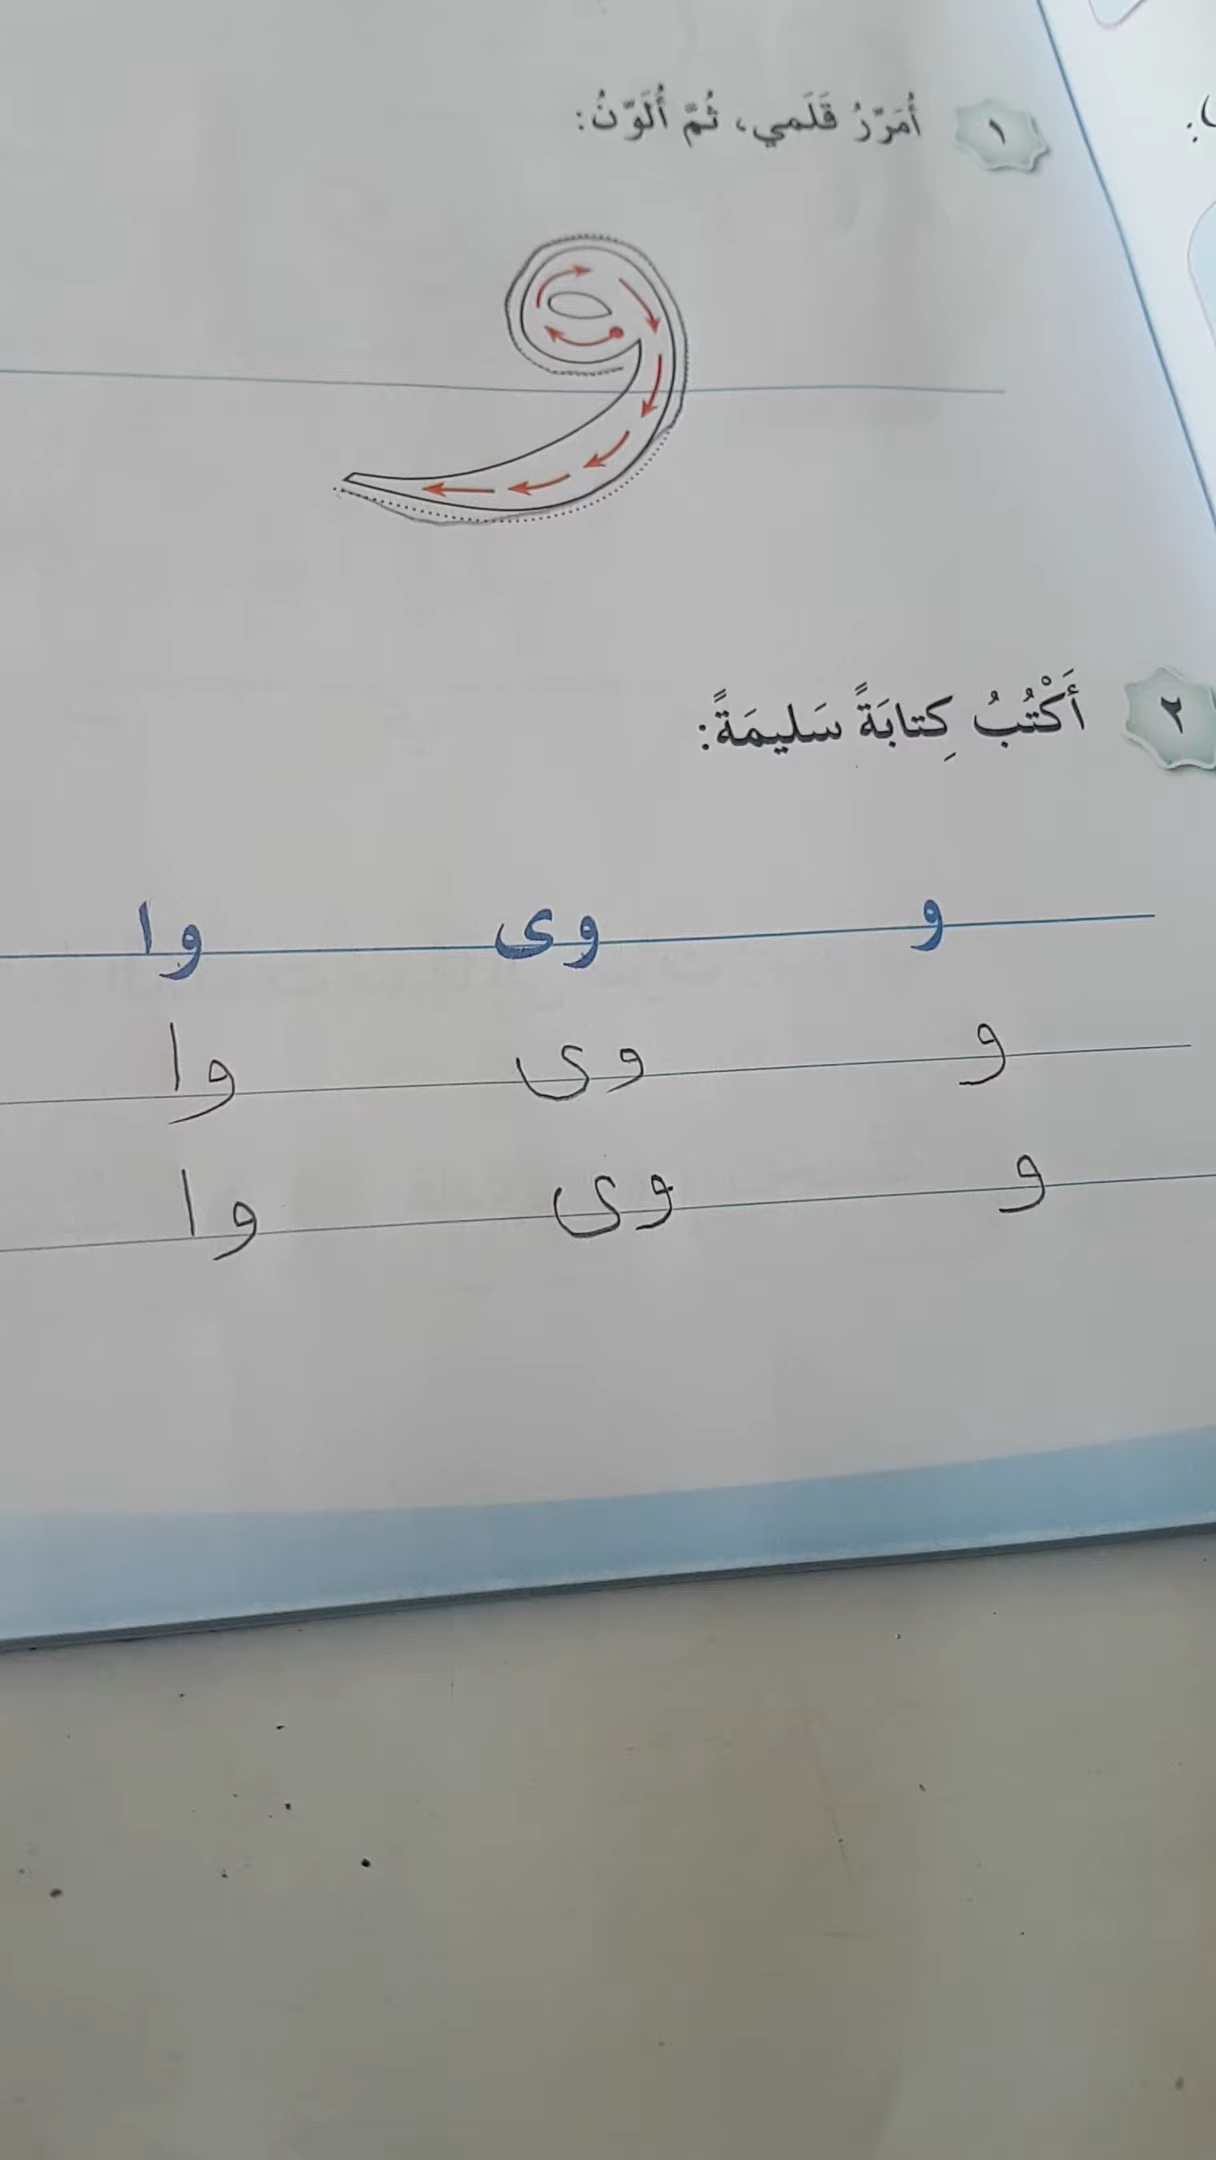 ١ أُمَرِّرُ قَلَمي، ثُمَّ أُلَوِّنُ:
و
٢ أَكْتُبُ كِتابَةً سَليمَةً:
و وى وا
و وى وا
و وى وا